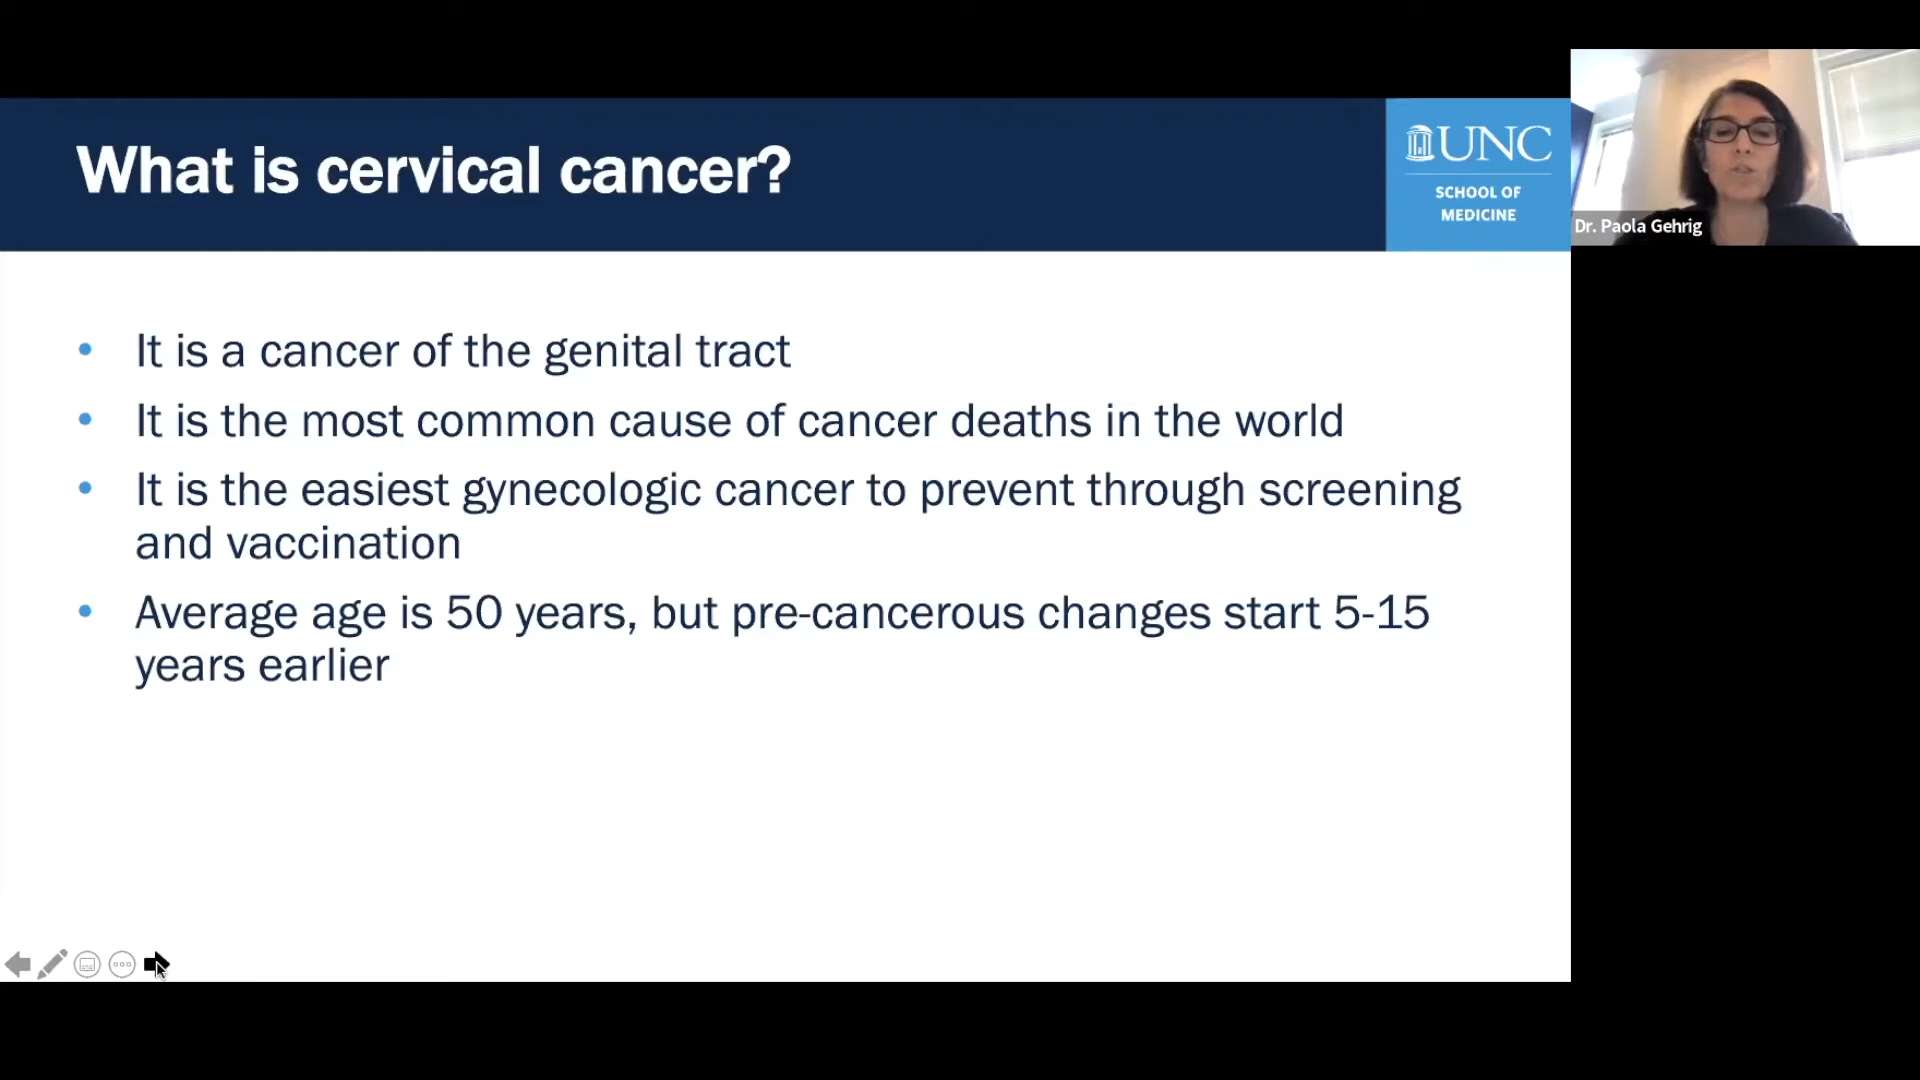 What is cervical cancer?
UNC
SCHOOL OF
MEDICINE
Dr. Paola Gehrig
• It is a cancer of the genital tract
• It is the most common cause of cancer deaths in the world
• It is the easiest gynecologic cancer to prevent through screening
and vaccination
• Average age is 50 years, but pre-cancerous changes start 5-15
years earlier